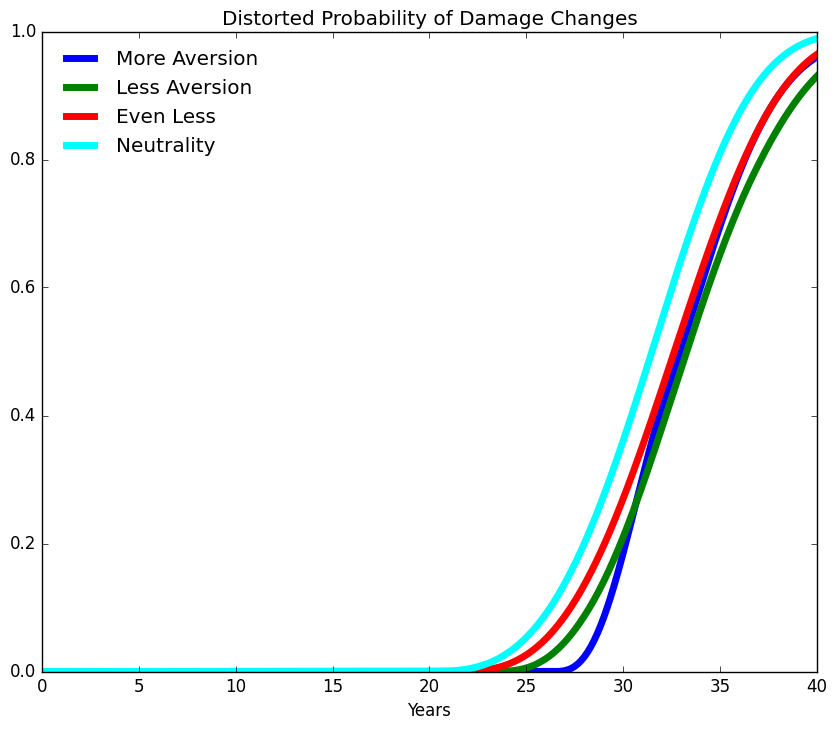 Distorted Probability of Damage Changes
1.0
More Aversion
Less Aversion
Even Less
Neutrality
0.8
0.6
0.4
0.2
0.0
0 5 10 15 20 25 30 35 40
Years